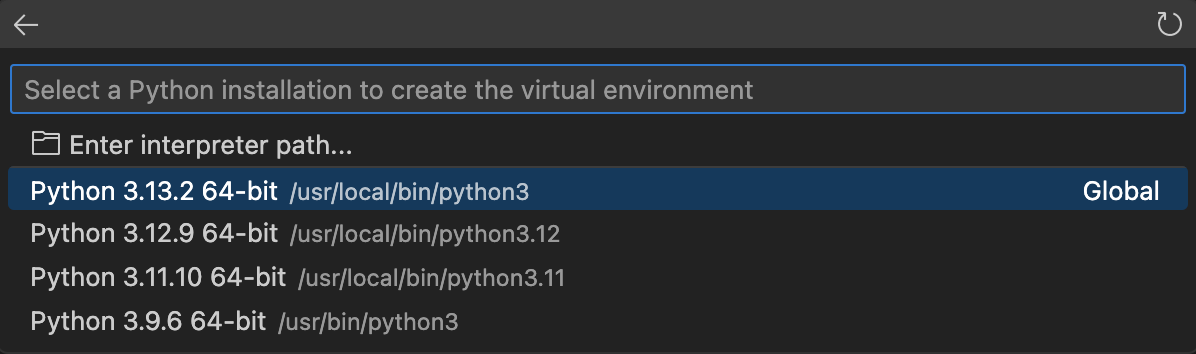 Select a Python installation to create the virtual environment
Enter interpreter path...
Python 3.13.2 64-bit /usr/local/bin/python3 Global
Python 3.12.9 64-bit /usr/local/bin/python3.12
Python 3.11.10 64-bit /usr/local/bin/python3.11
Python 3.9.6 64-bit /usr/bin/python3